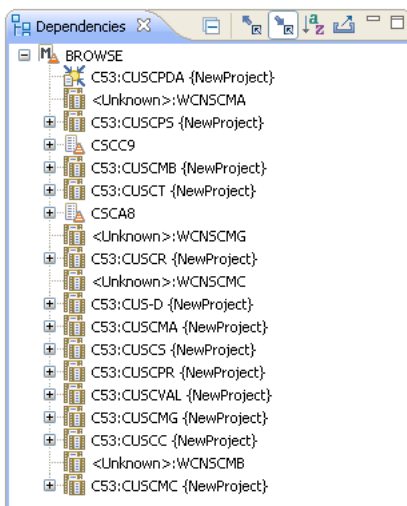 Dependencies
BROWSE
C53:CUSCPDA {NewProject}
<Unknown>:WCNSCMA
C53:CUSCPS {NewProject}
CSCC9
C53:CUSCMB {NewProject}
C53:CUSCT {NewProject}
CSCA8
<Unknown>:WCNSCMG
C53:CUSCR {NewProject}
<Unknown>:WCNSCMC
C53:CUS-D {NewProject}
C53:CUSCMA {NewProject}
C53:CUSCS {NewProject}
C53:CUSCPR {NewProject}
C53:CUSCVAL {NewProject}
C53:CUSCMG {NewProject}
C53:CUSCC {NewProject}
<Unknown>:WCNSCMB
C53:CUSCMC {NewProject}